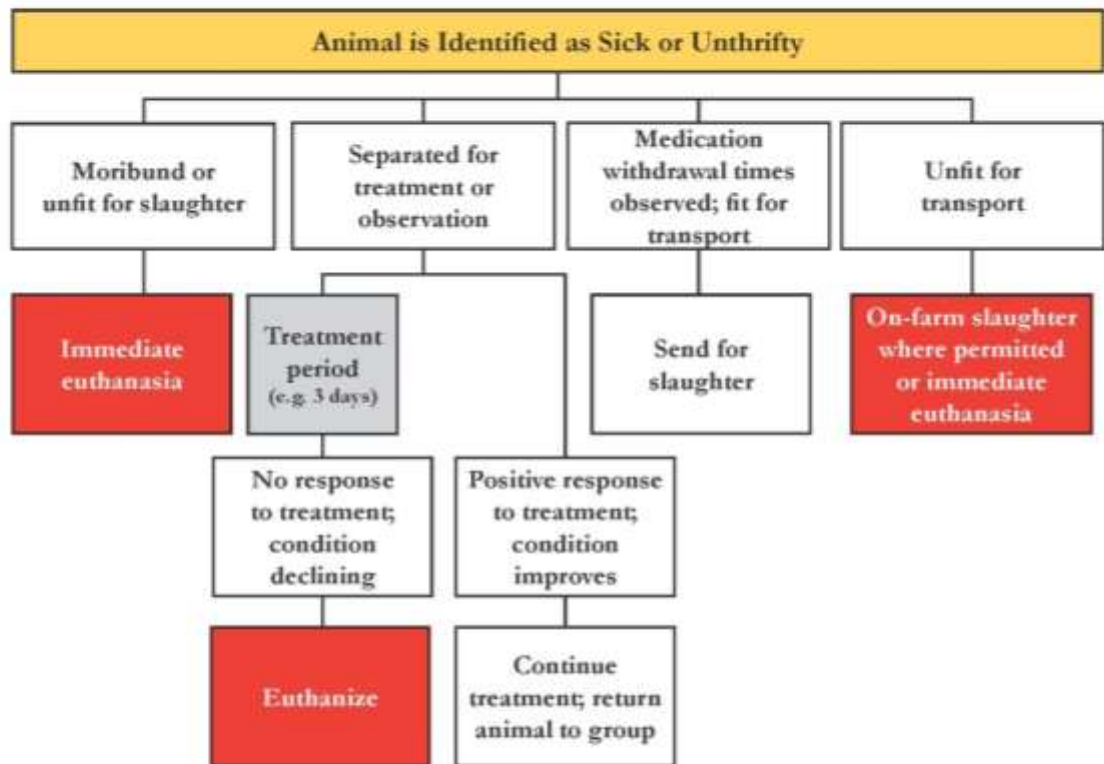 Animal is Identified as Sick or Unthrifty
Moribund or
unfit for slaughter
Separated for
treatment or
observation
Medication
withdrawal times
observed; fit for
transport
Unfit for
transport
Immediate
euthanasia
Treatment
period
(e.g. 3 days)
Send for
slaughter
On-farm slaughter
where permitted
or immediate
euthanasia
No response
to treatment;
condition
declining
Positive response
to treatment;
condition
improves
Euthanize
Continue
treatment; return
animal to group